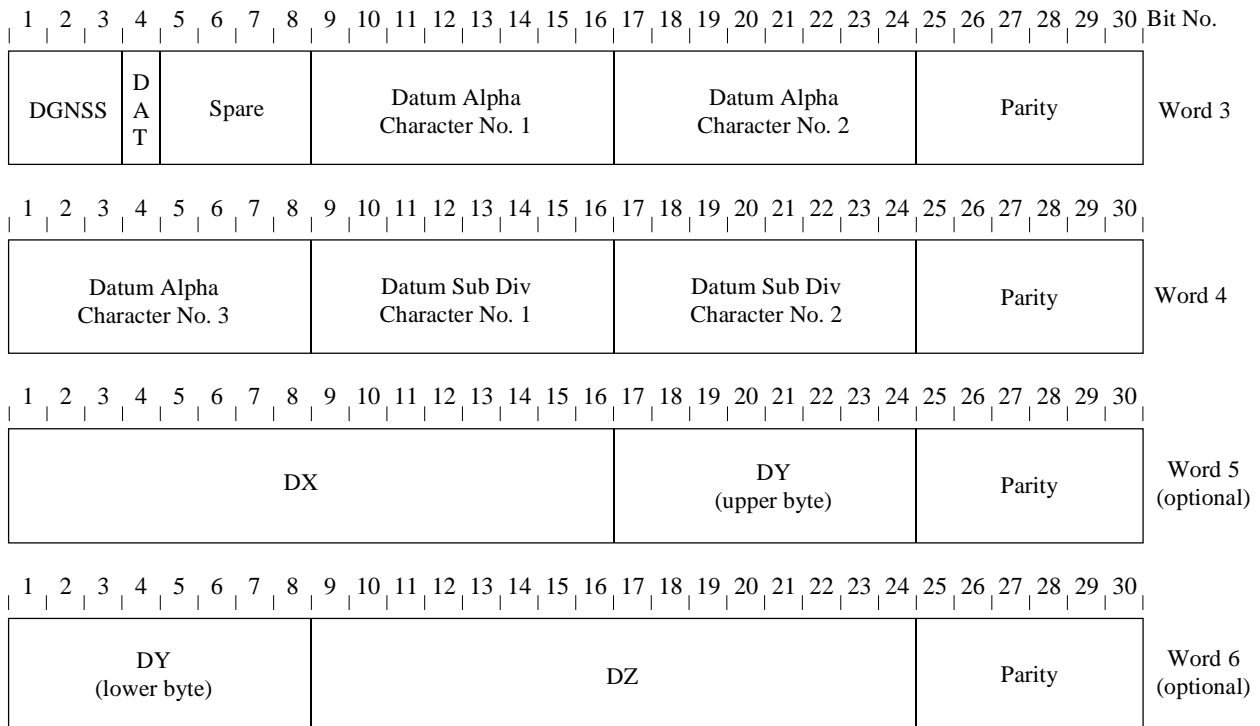 1 2 3 4 5 6 7 8 9 10 11 12 13 14 15 16 17 18 19 20 21 22 23 24 25 26 27 28 29 30 Bit No.
DGNSS
D
A
T
Spare
Datum Alpha
Character No. 1
Datum Alpha
Character No. 2
Parity
Word 3
1 2 3 4 5 6 7 8 9 10 11 12 13 14 15 16 17 18 19 20 21 22 23 24 25 26 27 28 29 30
Datum Alpha
Character No. 3
Datum Sub Div
Character No. 1
Datum Sub Div
Character No. 2
Parity
Word 4
1 2 3 4 5 6 7 8 9 10 11 12 13 14 15 16 17 18 19 20 21 22 23 24 25 26 27 28 29 30
DX
DY
(upper byte)
Parity
Word 5
(optional)
1 2 3 4 5 6 7 8 9 10 11 12 13 14 15 16 17 18 19 20 21 22 23 24 25 26 27 28 29 30
DY
(lower byte)
DZ
Parity
Word 6
(optional)